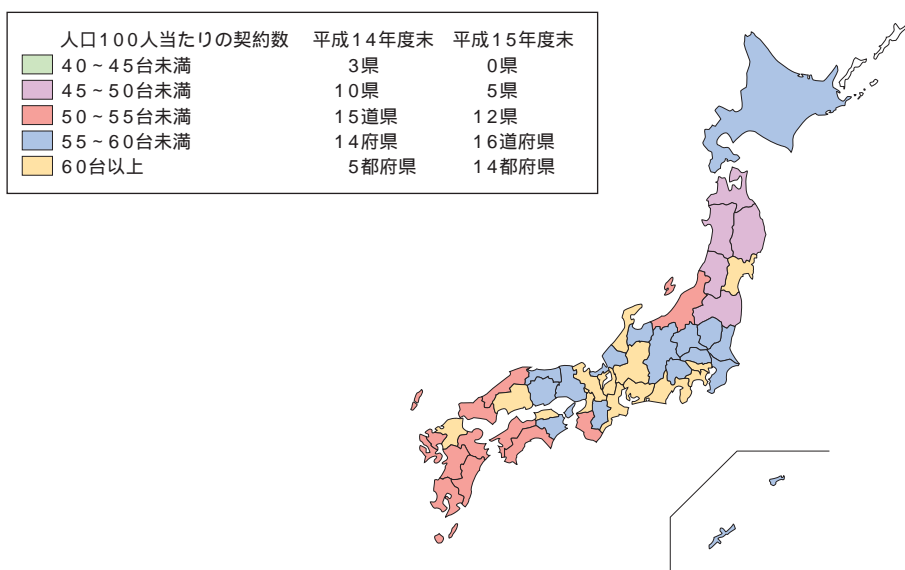 人口100人当たりの契約数 平成14年度末 平成15年度末
40~45台未満 3県 0県
45~50台未満 10県 5県
50~55台未満 15道県 12県
55~60台未満 14府県 16道府県
60台以上 5都府県 14都府県